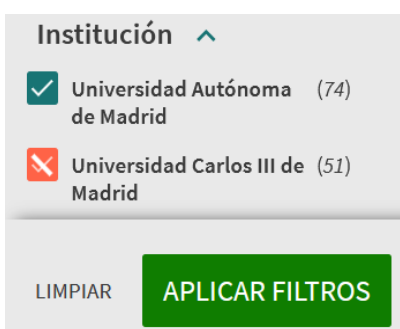 Institución
Universidad Autónoma (74)
de Madrid
Universidad Carlos III de (51)
Madrid
LIMPIAR APLICAR FILTROS